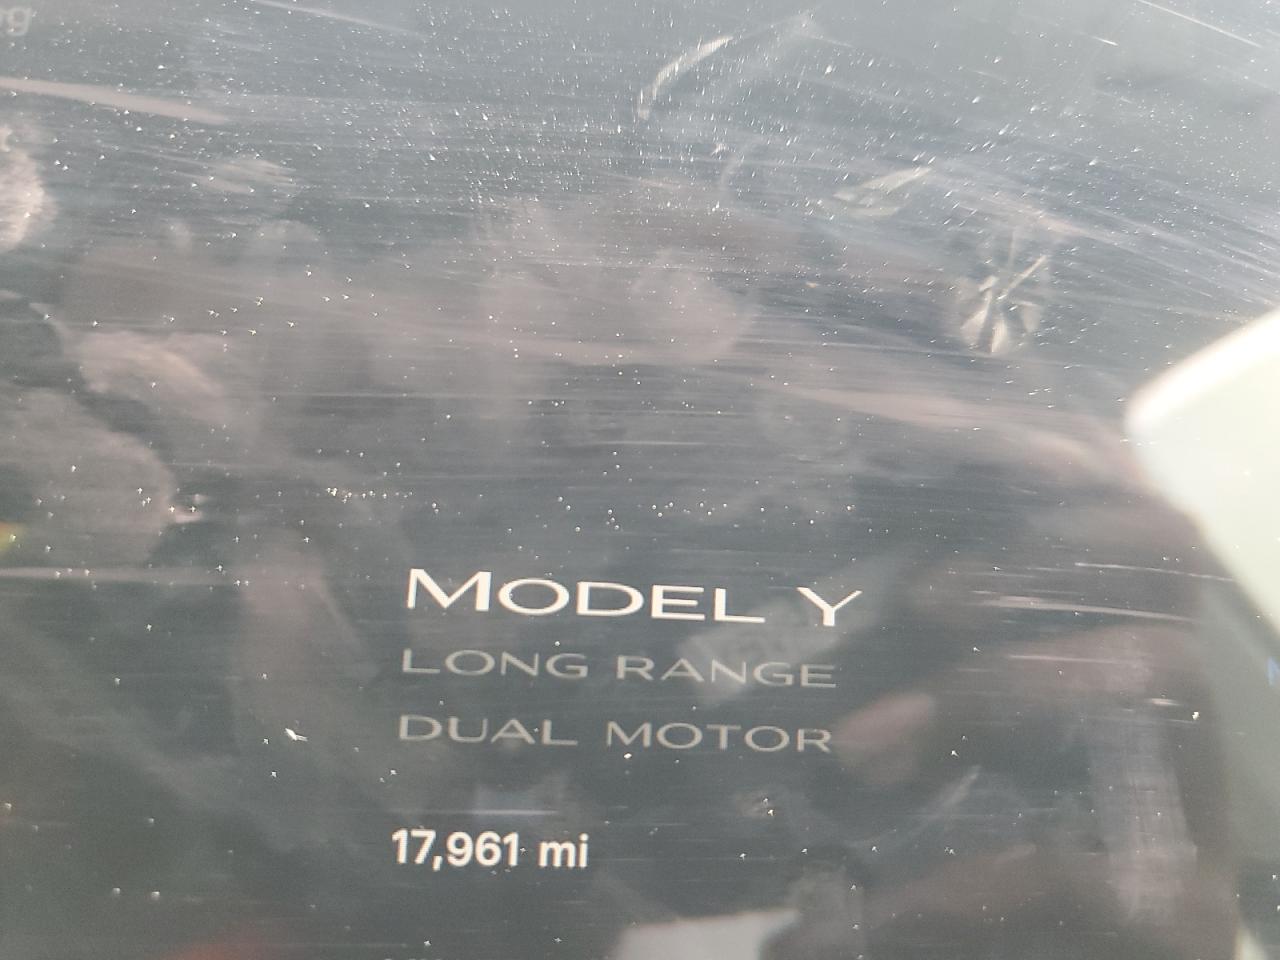 MODEL Y
LONG RANGE
DUAL MOTOR
17,961 mi